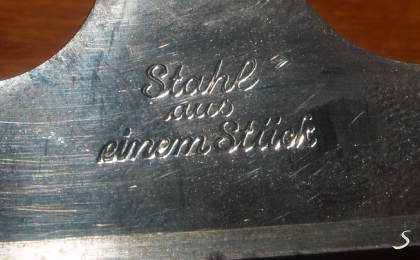 Stahl
aus
einem Stück
S